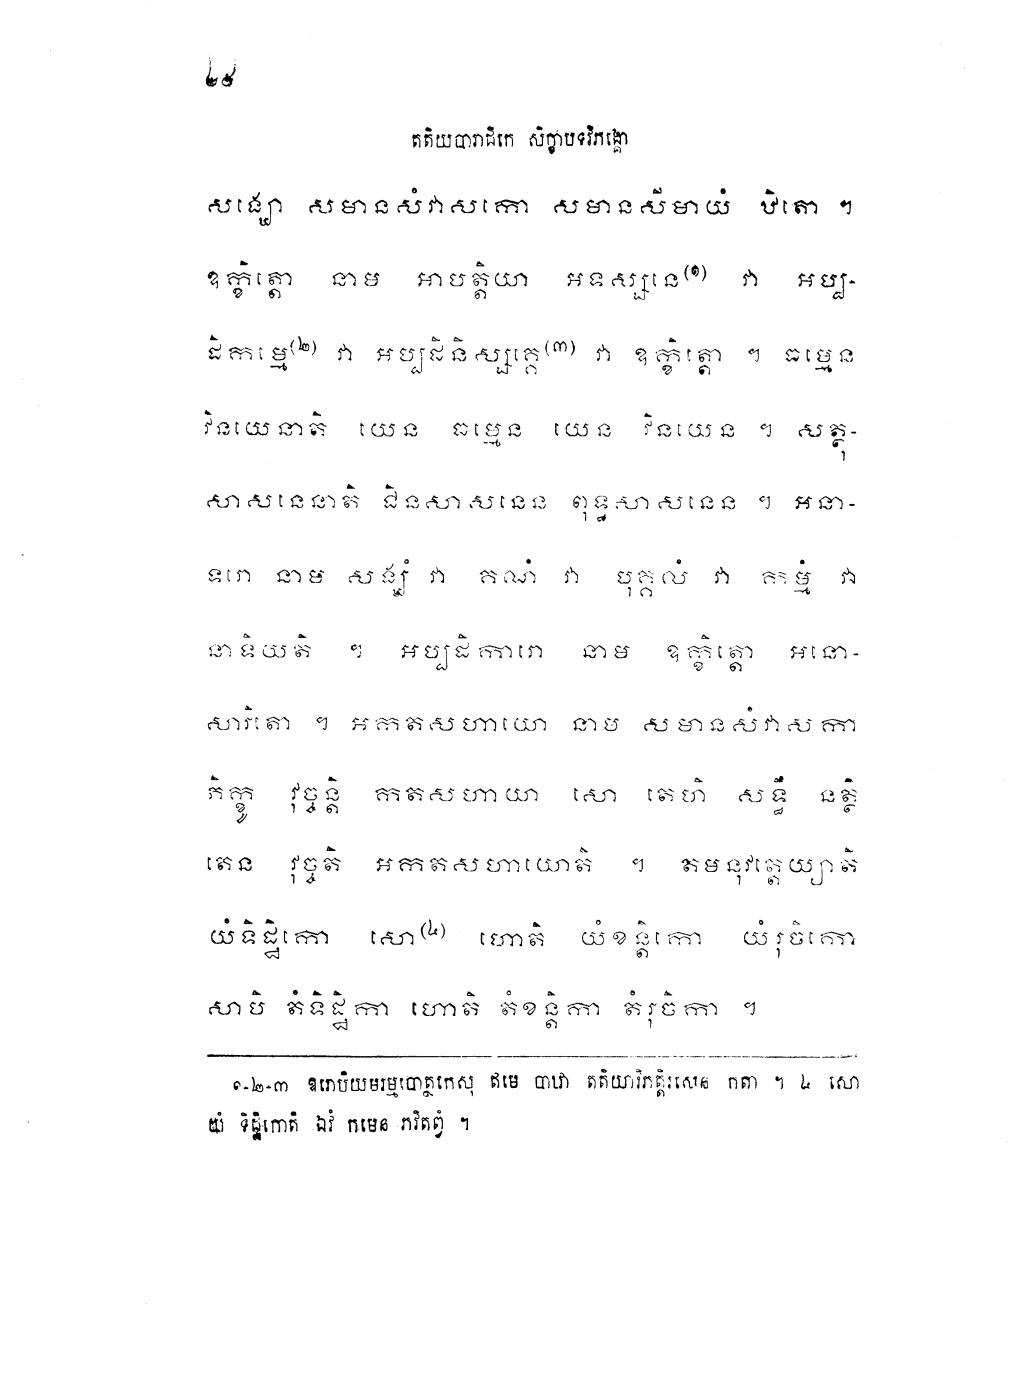 តតិយបារាជិកេ សិក្ខាបទវិភង្គោ
សង្ឃោ សមានសំវាសកោ សមានសីមាយំ ឋិតោ ។
ឧក្ខិត្តោ នាម អាបត្តិយា អទស្សនេ(១) វា អប្ប-
ដិកម្មេ(២) វា អប្បដិនិស្សគ្គេ(៣) វា ឧក្ខិត្តោ ។ ធម្មេន
វិនយេនាតិ យេន ធម្មេន យេន វិនយេន ។ សត្ថុ-
សាសនេនាតិ ជិនសាសនេន ពុទ្ធសាសនេន ។ អនា-
ទរោ នាម សង្ឃំ វា គណំ វា បុគ្គលំ វា កម្មំ វា
នាទិយតិ ។ អប្បដិការោ នាម ឧក្ខិត្តោ អនោ-
សារិតោ ។ អកតសហាយោ នាម សមានសំវាសកា
ភិក្ខូ វុច្ចន្តិ កតសហាយា សោ តេហិ សទ្ធឹ នត្ថិ
តេន វុច្ចតិ អកតសហាយោតិ ។ តមនុវត្តេយ្យាតិ
យំទិដ្ឋិកោ សោ(៤) ហោតិ យំខន្តិកោ យំរុចិកោ
សាបិ តំទិដ្ឋិកា ហោតិ តំខន្តិកា តំរុចិកា ។
១-២-៣ ឱរោបិយមរម្មបោត្ថកេសុ ឥមេ បាឋា តតិយាវិភត្តិវសេន កតា ។ ៤ សោ
យំ ទិដ្ឋិកោតិ ឯវំ កមេន ភវិតព្វំ ។